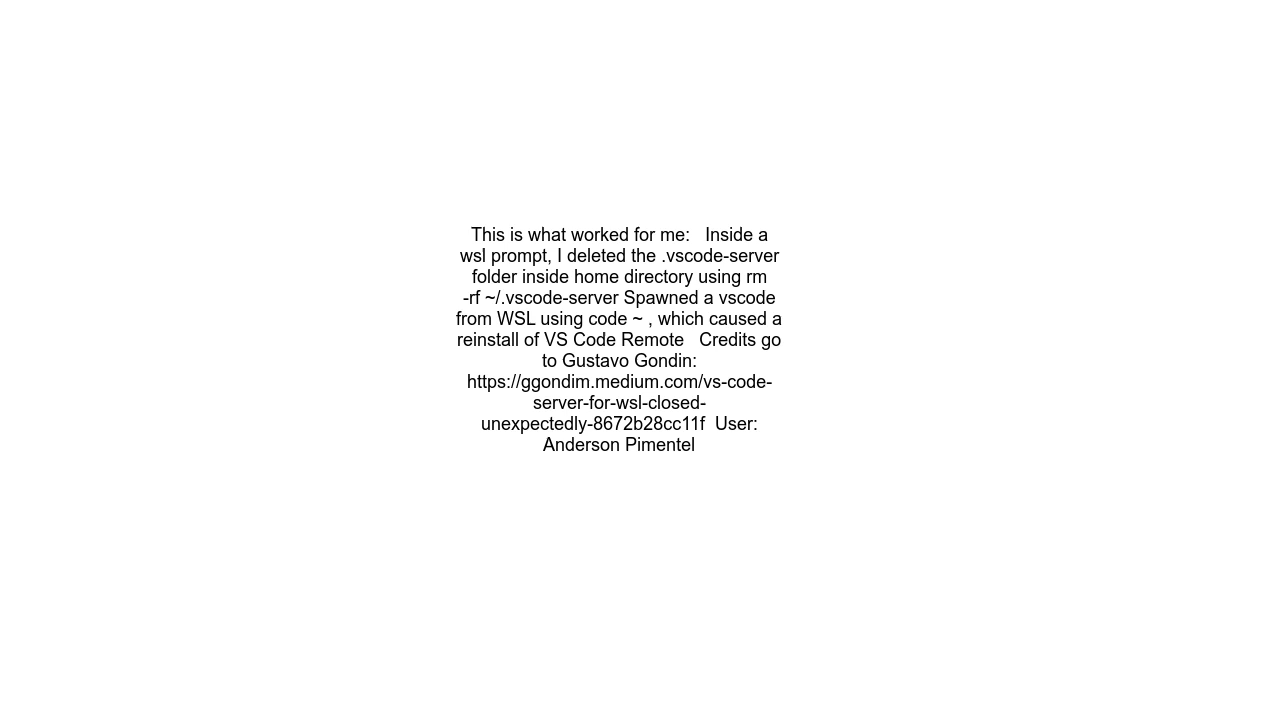 This is what worked for me:   Inside a
wsl prompt, I deleted the .vscode-server
folder inside home directory using rm
-rf ~/.vscode-server Spawned a vscode
from WSL using code ~ , which caused a
reinstall of VS Code Remote   Credits go
to Gustavo Gondin:
https://ggondim.medium.com/vs-code-
server-for-wsl-closed-
unexpectedly-8672b28cc11f  User:
Anderson Pimentel